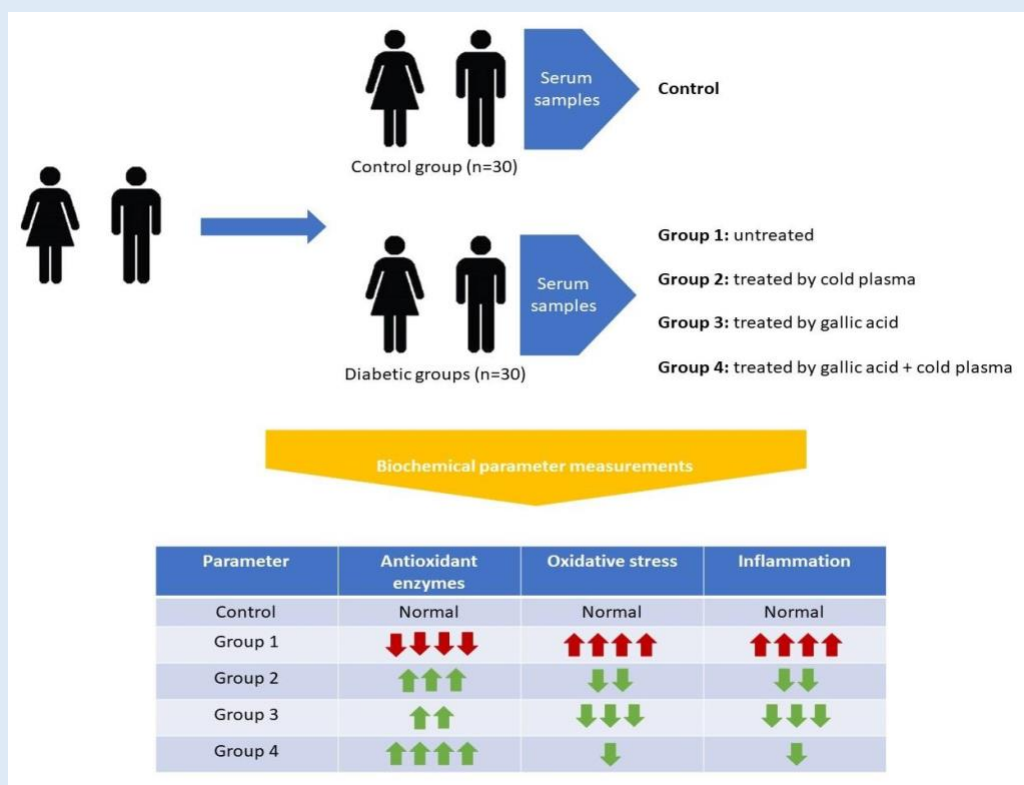 Serum
samples
Control
Control group (n=30)
Serum
samples
Group 1: untreated
Group 2: treated by cold plasma
Group 3: treated by gallic acid
Group 4: treated by gallic acid + cold plasma
Diabetic groups (n=30)
Biochemical parameter measurements
Parameter Antioxidant enzymes Oxidative stress Inflammation
Control Normal Normal Normal
Group 1
Group 2
Group 3
Group 4